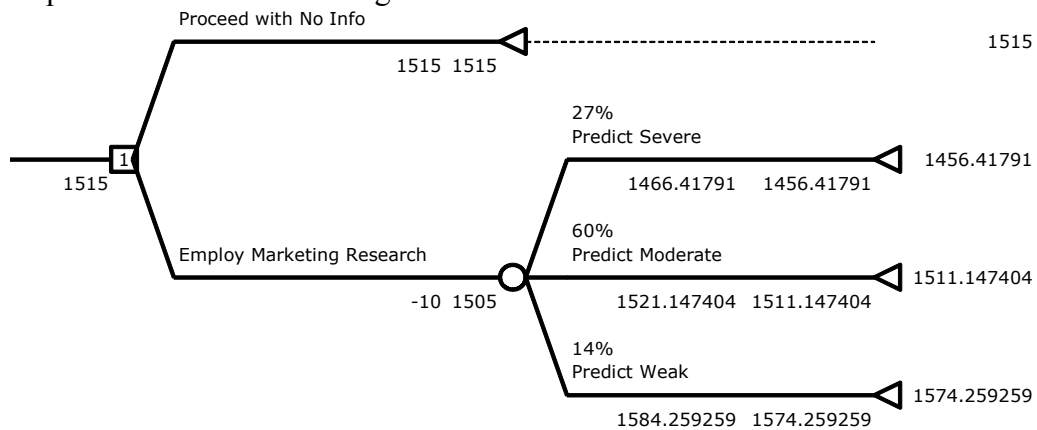 Proceed with No Info
1515 1515
1515
27%
Predict Severe
1
1466.41791 1456.41791
1456.41791
1515
60%
Employ Marketing Research
Predict Moderate
-10 1505
1521.147404 1511.147404
1511.147404
14%
Predict Weak
1584.259259 1574.259259
1574.259259